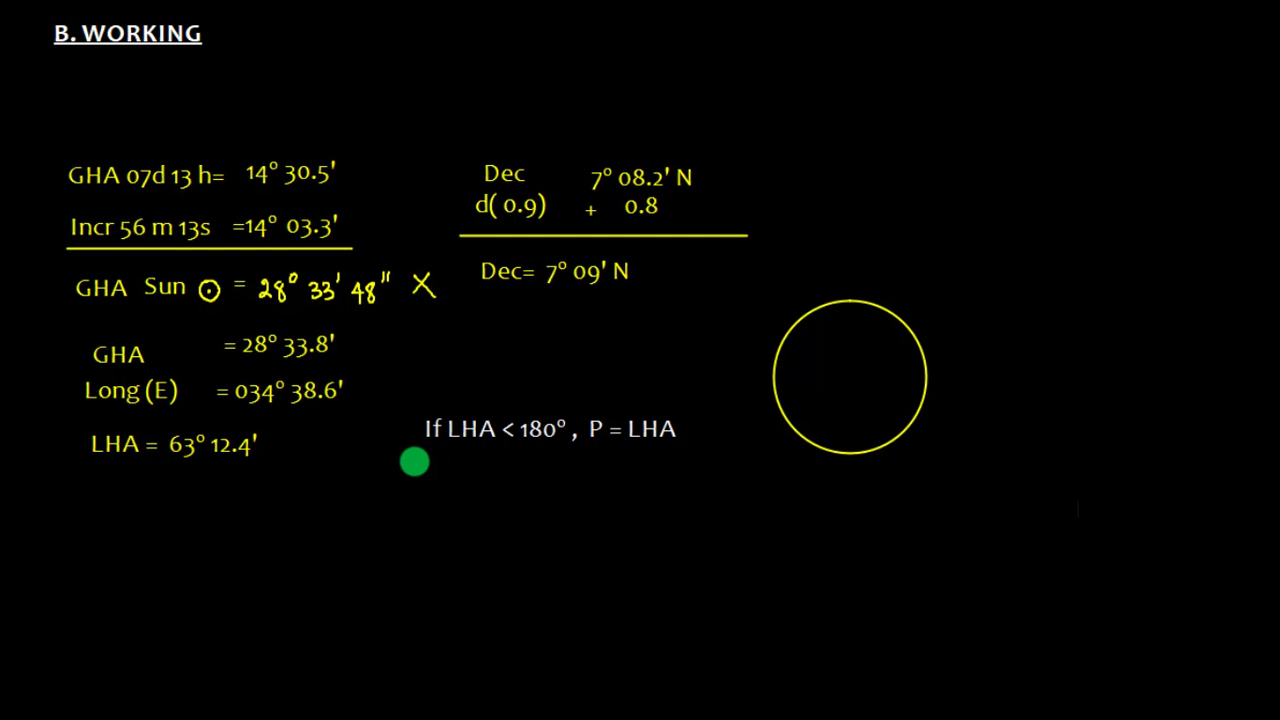 B. WORKING
GHA 07d 13 h= 14° 30.5'
Incr 56 m 13s =14° 03.3'
GHA Sun ⊙ = 28° 33' 48" X
GHA = 28° 33.8'
Long (E) = 034° 38.6'
LHA = 63° 12.4'
Dec 7° 08.2' N
d( 0.9) + 0.8
Dec= 7° 09' N
If LHA < 180° , P = LHA